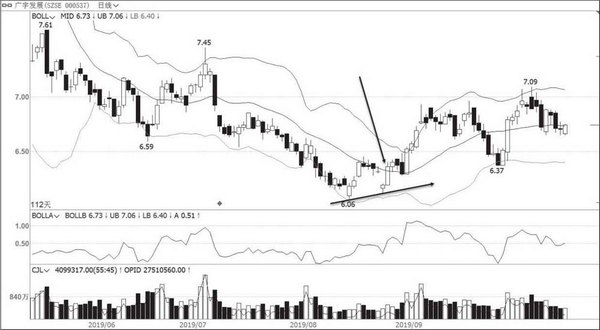 广宇发展(SZSE 000537) 日线
BOLL MID 6.73↓ UB 7.06↓ LB 6.40↓
7.61
7.45
7.09
7.00
6.59
6.50
6.37
6.06
112天
BOLLA BOLLB 6.73↓ UB 7.06↓ LB 6.40↓ A 0.51↑
1.00
0.50
CJL 4099317.00(55:45)↑ OPID 27510560.00↑
840万
2019/06 2019/07 2019/08 2019/09